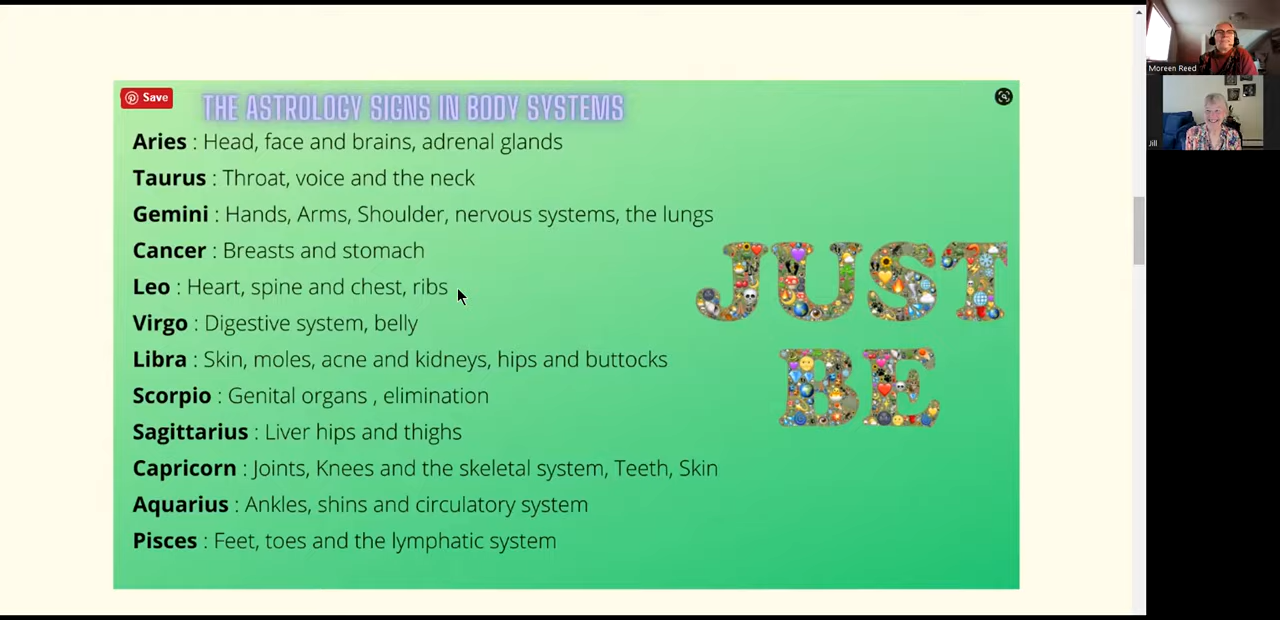 Save
THE ASTROLOGY SIGNS IN BODY SYSTEMS
Aries : Head, face and brains, adrenal glands
Taurus : Throat, voice and the neck
Gemini : Hands, Arms, Shoulder, nervous systems, the lungs
Cancer : Breasts and stomach
Leo : Heart, spine and chest, ribs
Virgo : Digestive system, belly
Libra : Skin, moles, acne and kidneys, hips and buttocks
Scorpio : Genital organs , elimination
Sagittarius : Liver hips and thighs
Capricorn : Joints, Knees and the skeletal system, Teeth, Skin
Aquarius : Ankles, shins and circulatory system
Pisces : Feet, toes and the lymphatic system
JUST
BE
Moreen Reed
Jill